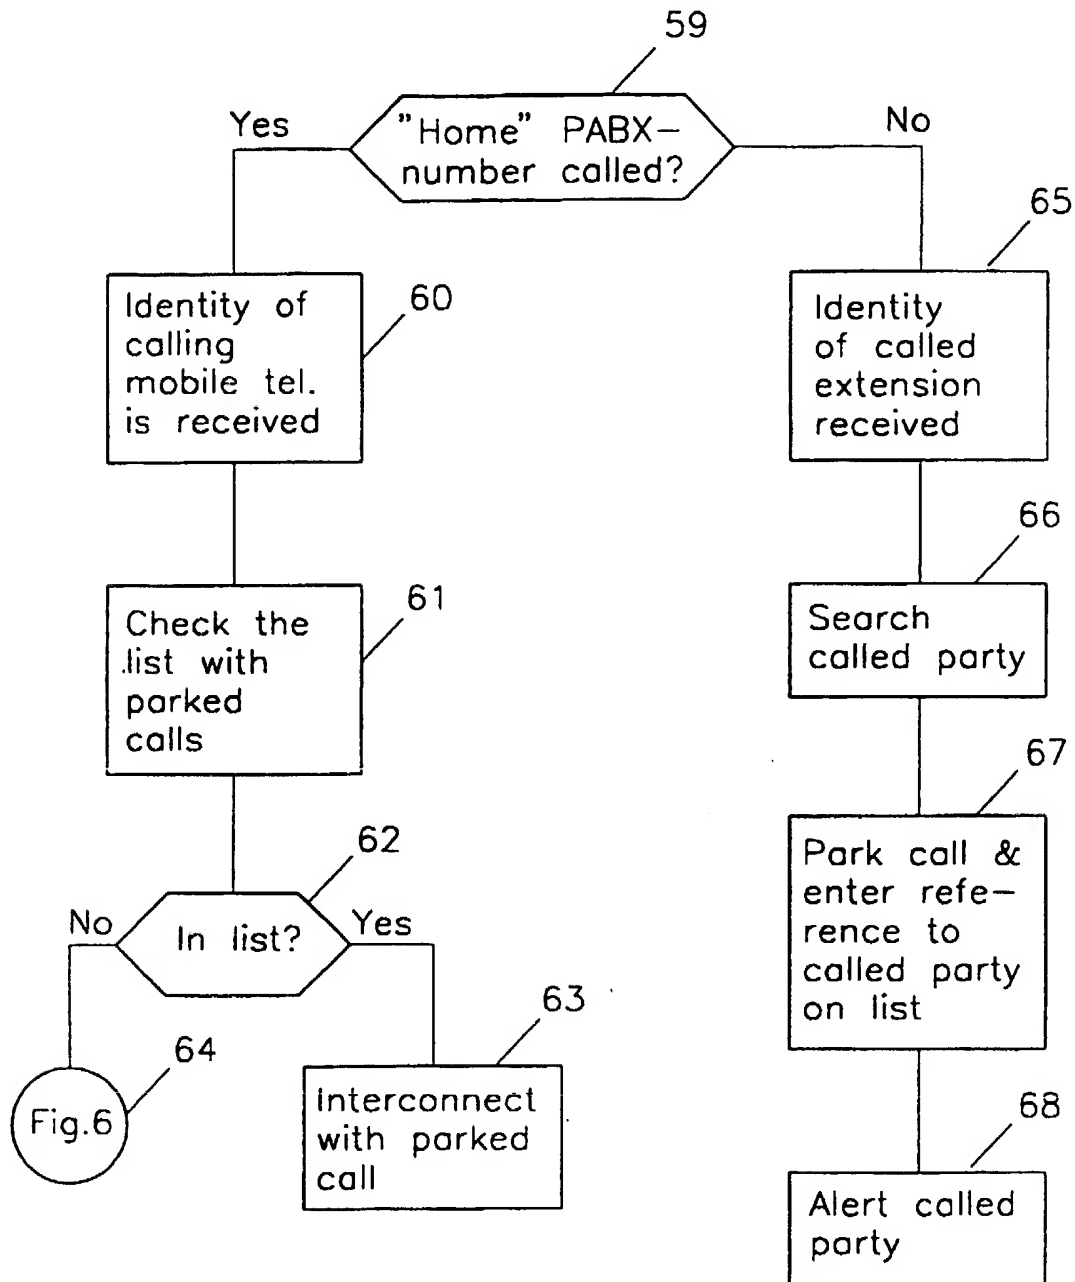 59
Yes
"Home" PABX-
number called?
No
65
Identity of
calling
mobile tel.
is received
60
Identity
of called
extension
received
66
Search
called party
61
Check the
list with
parked
calls
67
Park call &
enter refe-
rence to
called party
on list
62
No
In list?
Yes
63
64
Fig.6
Interconnect
with parked
call
68
Alert called
party